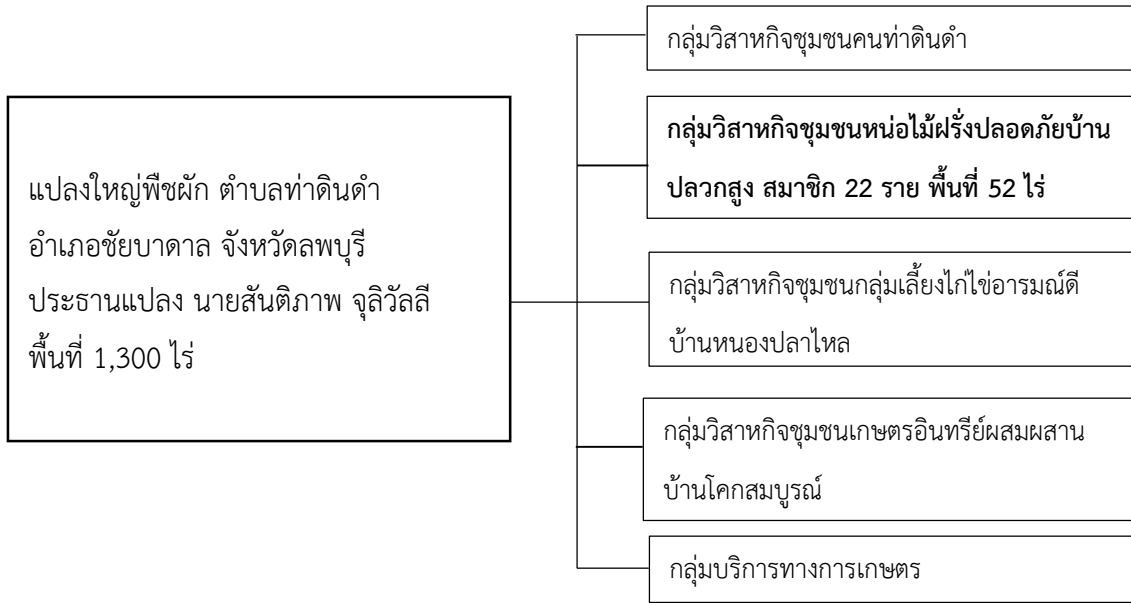 แปลงใหญ่พืชผัก ตำบลท่าดินดำ
อำเภอชัยบาดาล จังหวัดลพบุรี
ประธานแปลง นายสันติภาพ จุลิวัลลี
พื้นที่ 1,300 ไร่
กลุ่มวิสาหกิจชุมชนคนท่าดินดำ
กลุ่มวิสาหกิจชุมชนหน่อไม้ฝรั่งปลอดภัยบ้าน
ปลวกสูง สมาชิก 22 ราย พื้นที่ 52 ไร่
กลุ่มวิสาหกิจชุมชนกลุ่มเลี้ยงไก่ไข่อารมณ์ดี
บ้านหนองปลาไหล
กลุ่มวิสาหกิจชุมชนเกษตรอินทรีย์ผสมผสาน
บ้านโคกสมบูรณ์
กลุ่มบริการทางการเกษตร